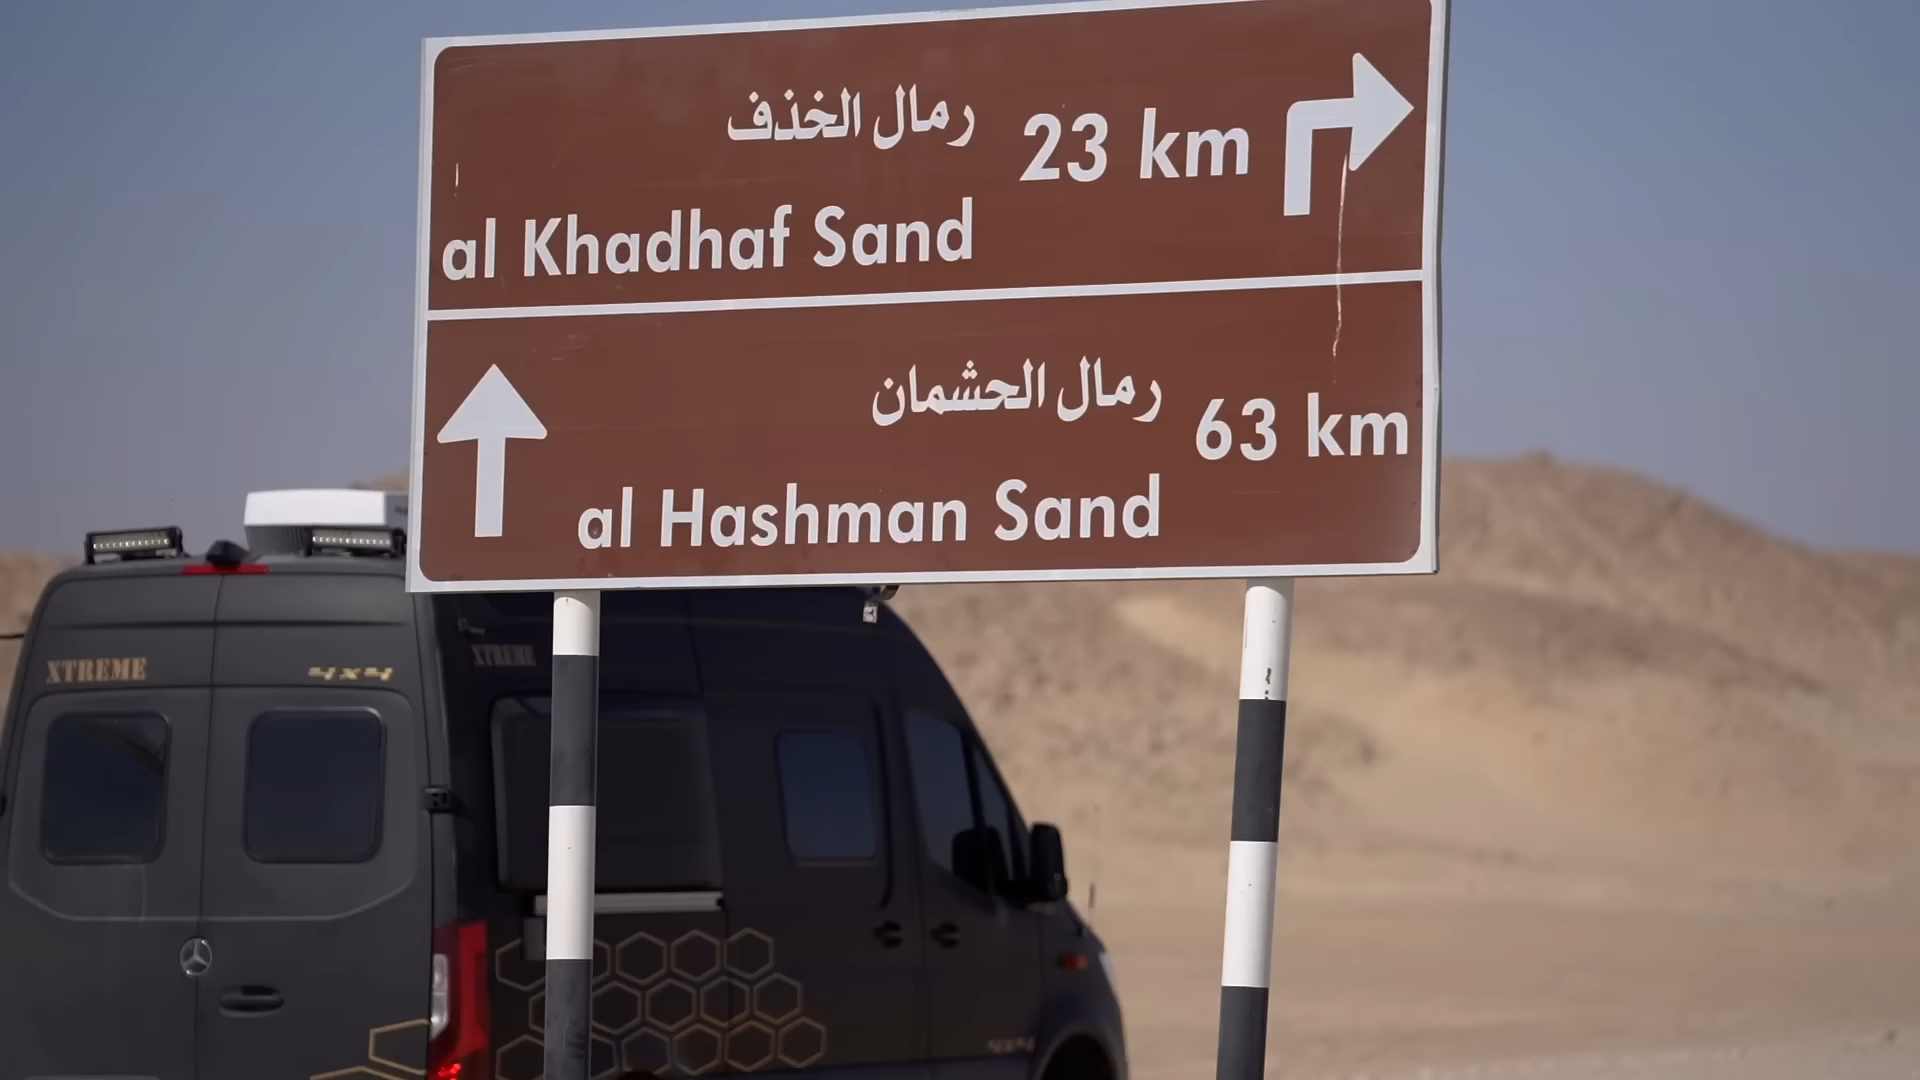 رمال الخذف
23 km
al Khadhaf Sand
رمال الحشمان
63 km
al Hashman Sand
XTREME
4x4
XTREME